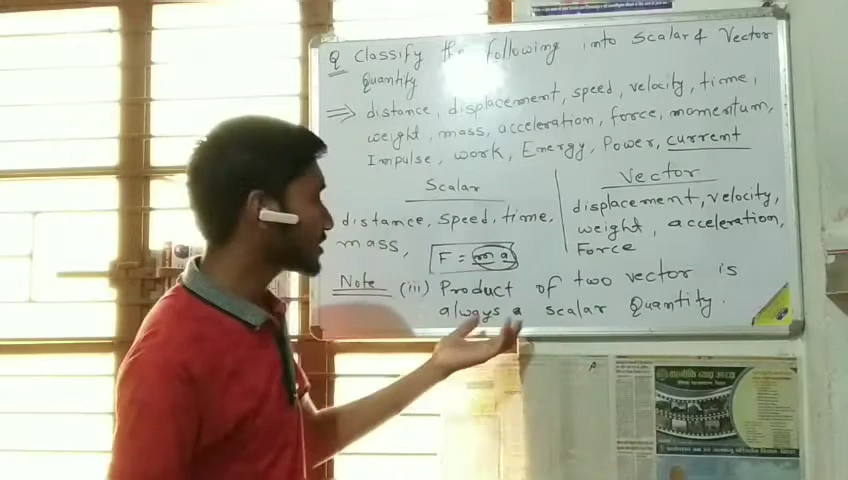 Q Classify the following into Scalar & Vector
Quantity
⇒ distance, displacement, speed, velocity, time,
weight, mass, acceleration, force, momentum,
Impulse, work, Energy, Power, current
Scalar
distance, speed, time.
mass,
F = m a
Vector
displacement, velocity,
weight, acceleration,
Force
Note (iii) Product of two vector is
always a scalar Quantity.